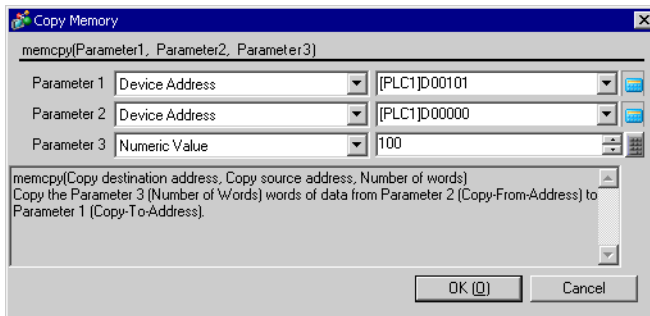 Copy Memory
memcpy(Parameter1, Parameter2, Parameter3)
Parameter 1 Device Address [PLC1]D00101
Parameter 2 Device Address [PLC1]D00000
Parameter 3 Numeric Value 100
memcpy(Copy destination address, Copy source address, Number of words)
Copy the Parameter 3 (Number of Words) words of data from Parameter 2 (Copy-From-Address) to
Parameter 1 (Copy-To-Address).
OK (O) Cancel